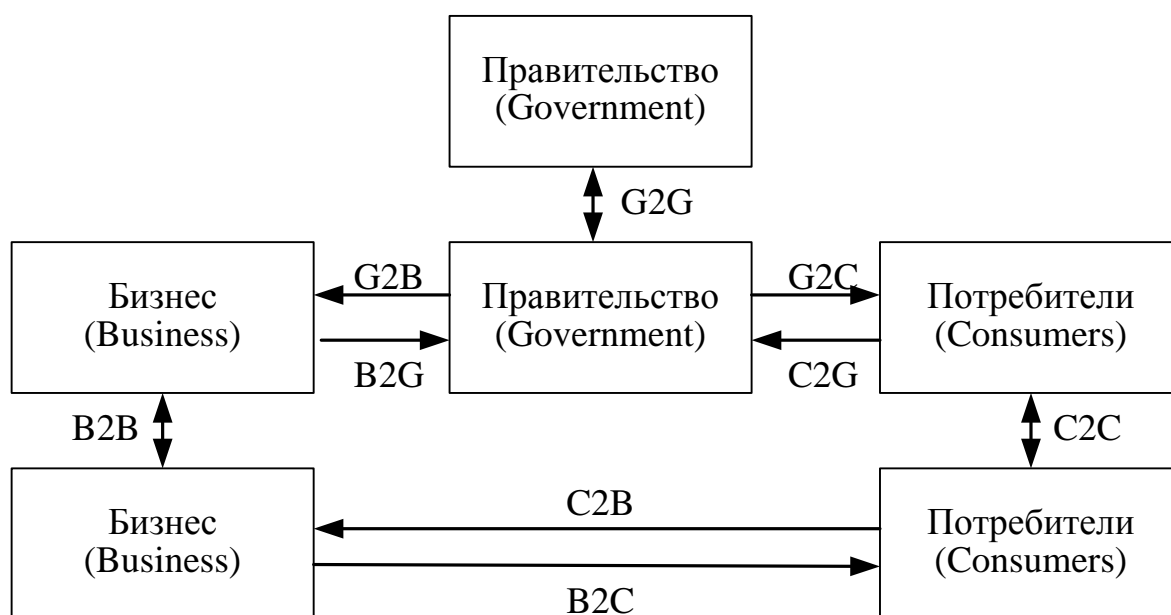 Правительство
(Government)
G2G
G2B
G2C
Бизнес
(Business)
Правительство
(Government)
Потребители
(Consumers)
B2G
C2G
B2B
C2C
C2B
Бизнес
(Business)
Потребители
(Consumers)
B2C